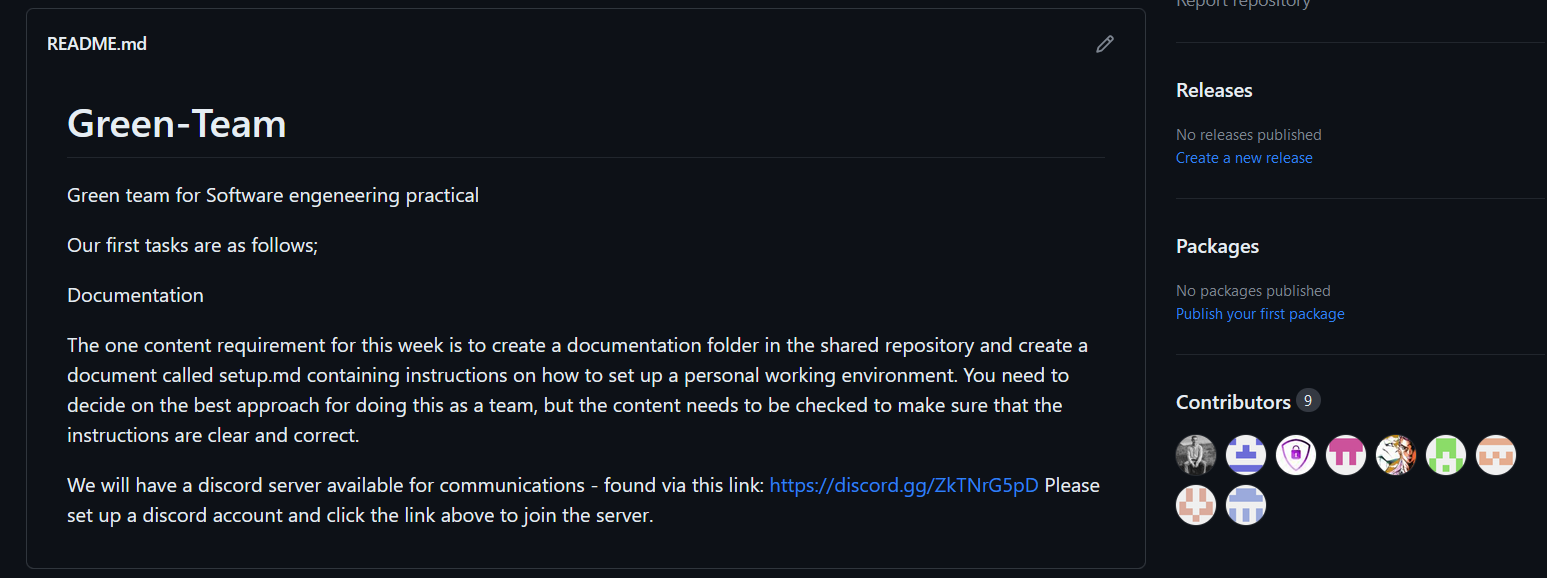 README.md
Green-Team
Green team for Software engeneering practical
Our first tasks are as follows;
Documentation
The one content requirement for this week is to create a documentation folder in the shared repository and create a
document called setup.md containing instructions on how to set up a personal working environment. You need to
decide on the best approach for doing this as a team, but the content needs to be checked to make sure that the
instructions are clear and correct.
We will have a discord server available for communications - found via this link: https://discord.gg/ZkTNrG5pD Please
set up a discord account and click the link above to join the server.
Report repository
Releases
No releases published
Create a new release
Packages
No packages published
Publish your first package
Contributors 9